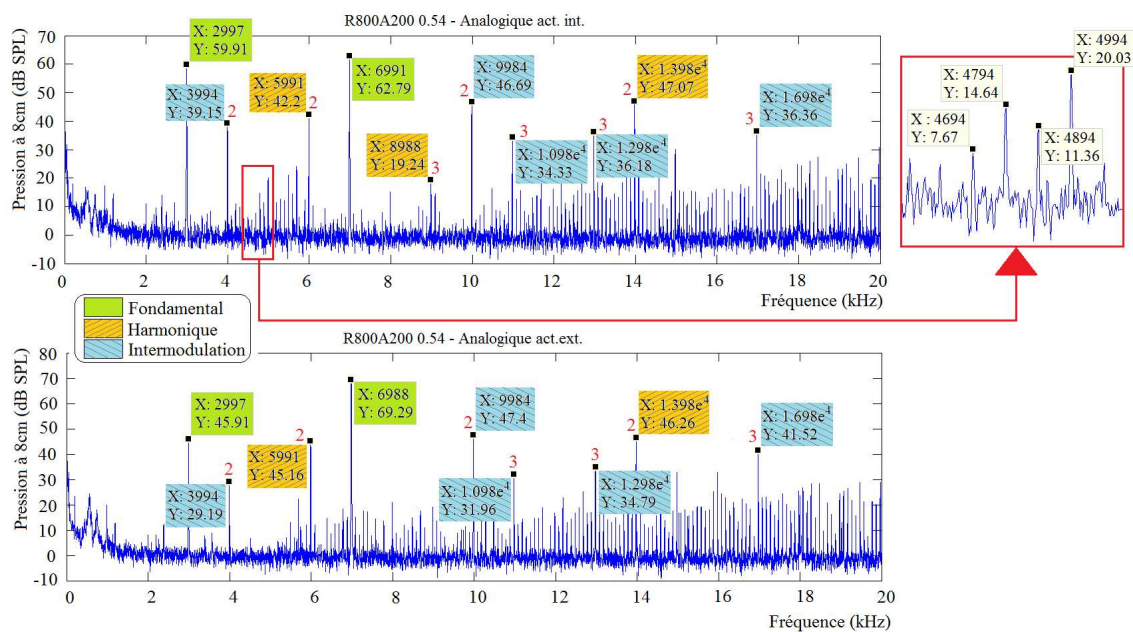 R800A200 0.54 - Analogique act. int.
Pression à 8cm (dB SPL)
70
60
50
40
30
20
10
0
-10
X: 2997
Y: 59.91
X: 3994
Y: 39.15
2
X: 5991
Y: 42.2
2
X: 6991
Y: 62.79
X: 8988
Y: 19.24
3
X: 9984
Y: 46.69
2
3
X: 1.098e⁴
Y: 34.33
3
X: 1.298e⁴
Y: 36.18
X: 1.398e⁴
Y: 47.07
2
X: 1.698e⁴
Y: 36.36
3
0 2 4 6 8 10 12 14 16 18 20
Fréquence (kHz)
X: 4694
Y: 7.67
X: 4794
Y: 14.64
X: 4894
Y: 11.36
X: 4994
Y: 20.03
Fondamental
Harmonique
Intermodulation
R800A200 0.54 - Analogique act.ext.
Pression à 8cm (dB SPL)
80
70
60
50
40
30
20
10
0
-10
X: 2997
Y: 45.91
X: 3994
Y: 29.19
2
X: 5991
Y: 45.16
2
X: 6988
Y: 69.29
X: 9984
Y: 47.4
2
X: 1.098e⁴
Y: 31.96
3
3
X: 1.298e⁴
Y: 34.79
X: 1.398e⁴
Y: 46.26
2
X: 1.698e⁴
Y: 41.52
3
0 2 4 6 8 10 12 14 16 18 20
Fréquence (kHz)